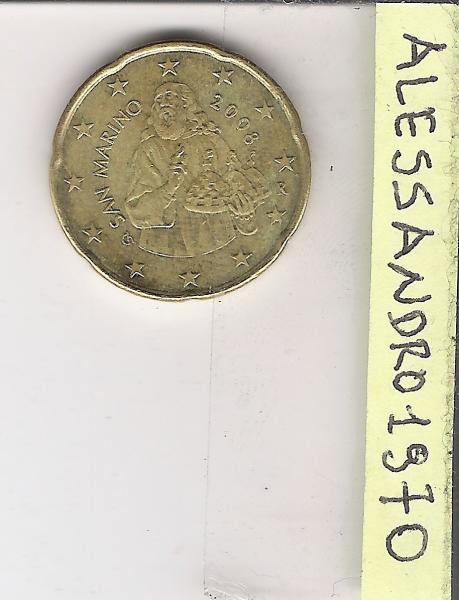 SAN MARINO
2008
R
ALESSANDRO1970